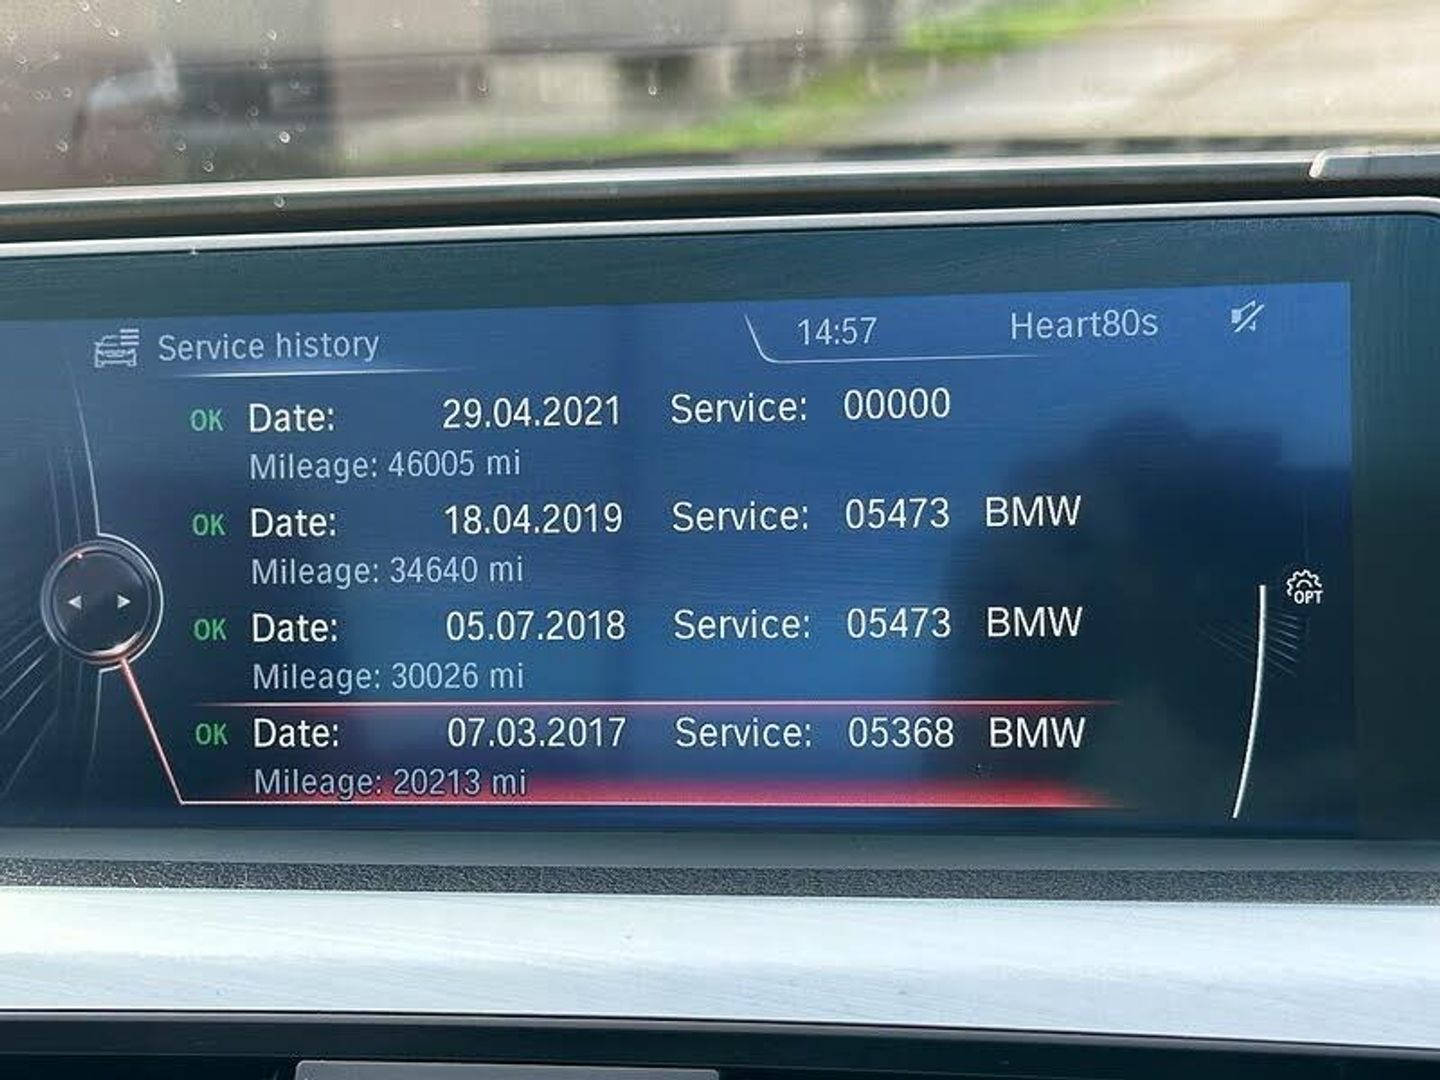 Service history 14:57 Heart80s
OK Date: 29.04.2021 Service: 00000
Mileage: 46005 mi
OK Date: 18.04.2019 Service: 05473 BMW
Mileage: 34640 mi
OK Date: 05.07.2018 Service: 05473 BMW
Mileage: 30026 mi
OPT
OK Date: 07.03.2017 Service: 05368 BMW
Mileage: 20213 mi